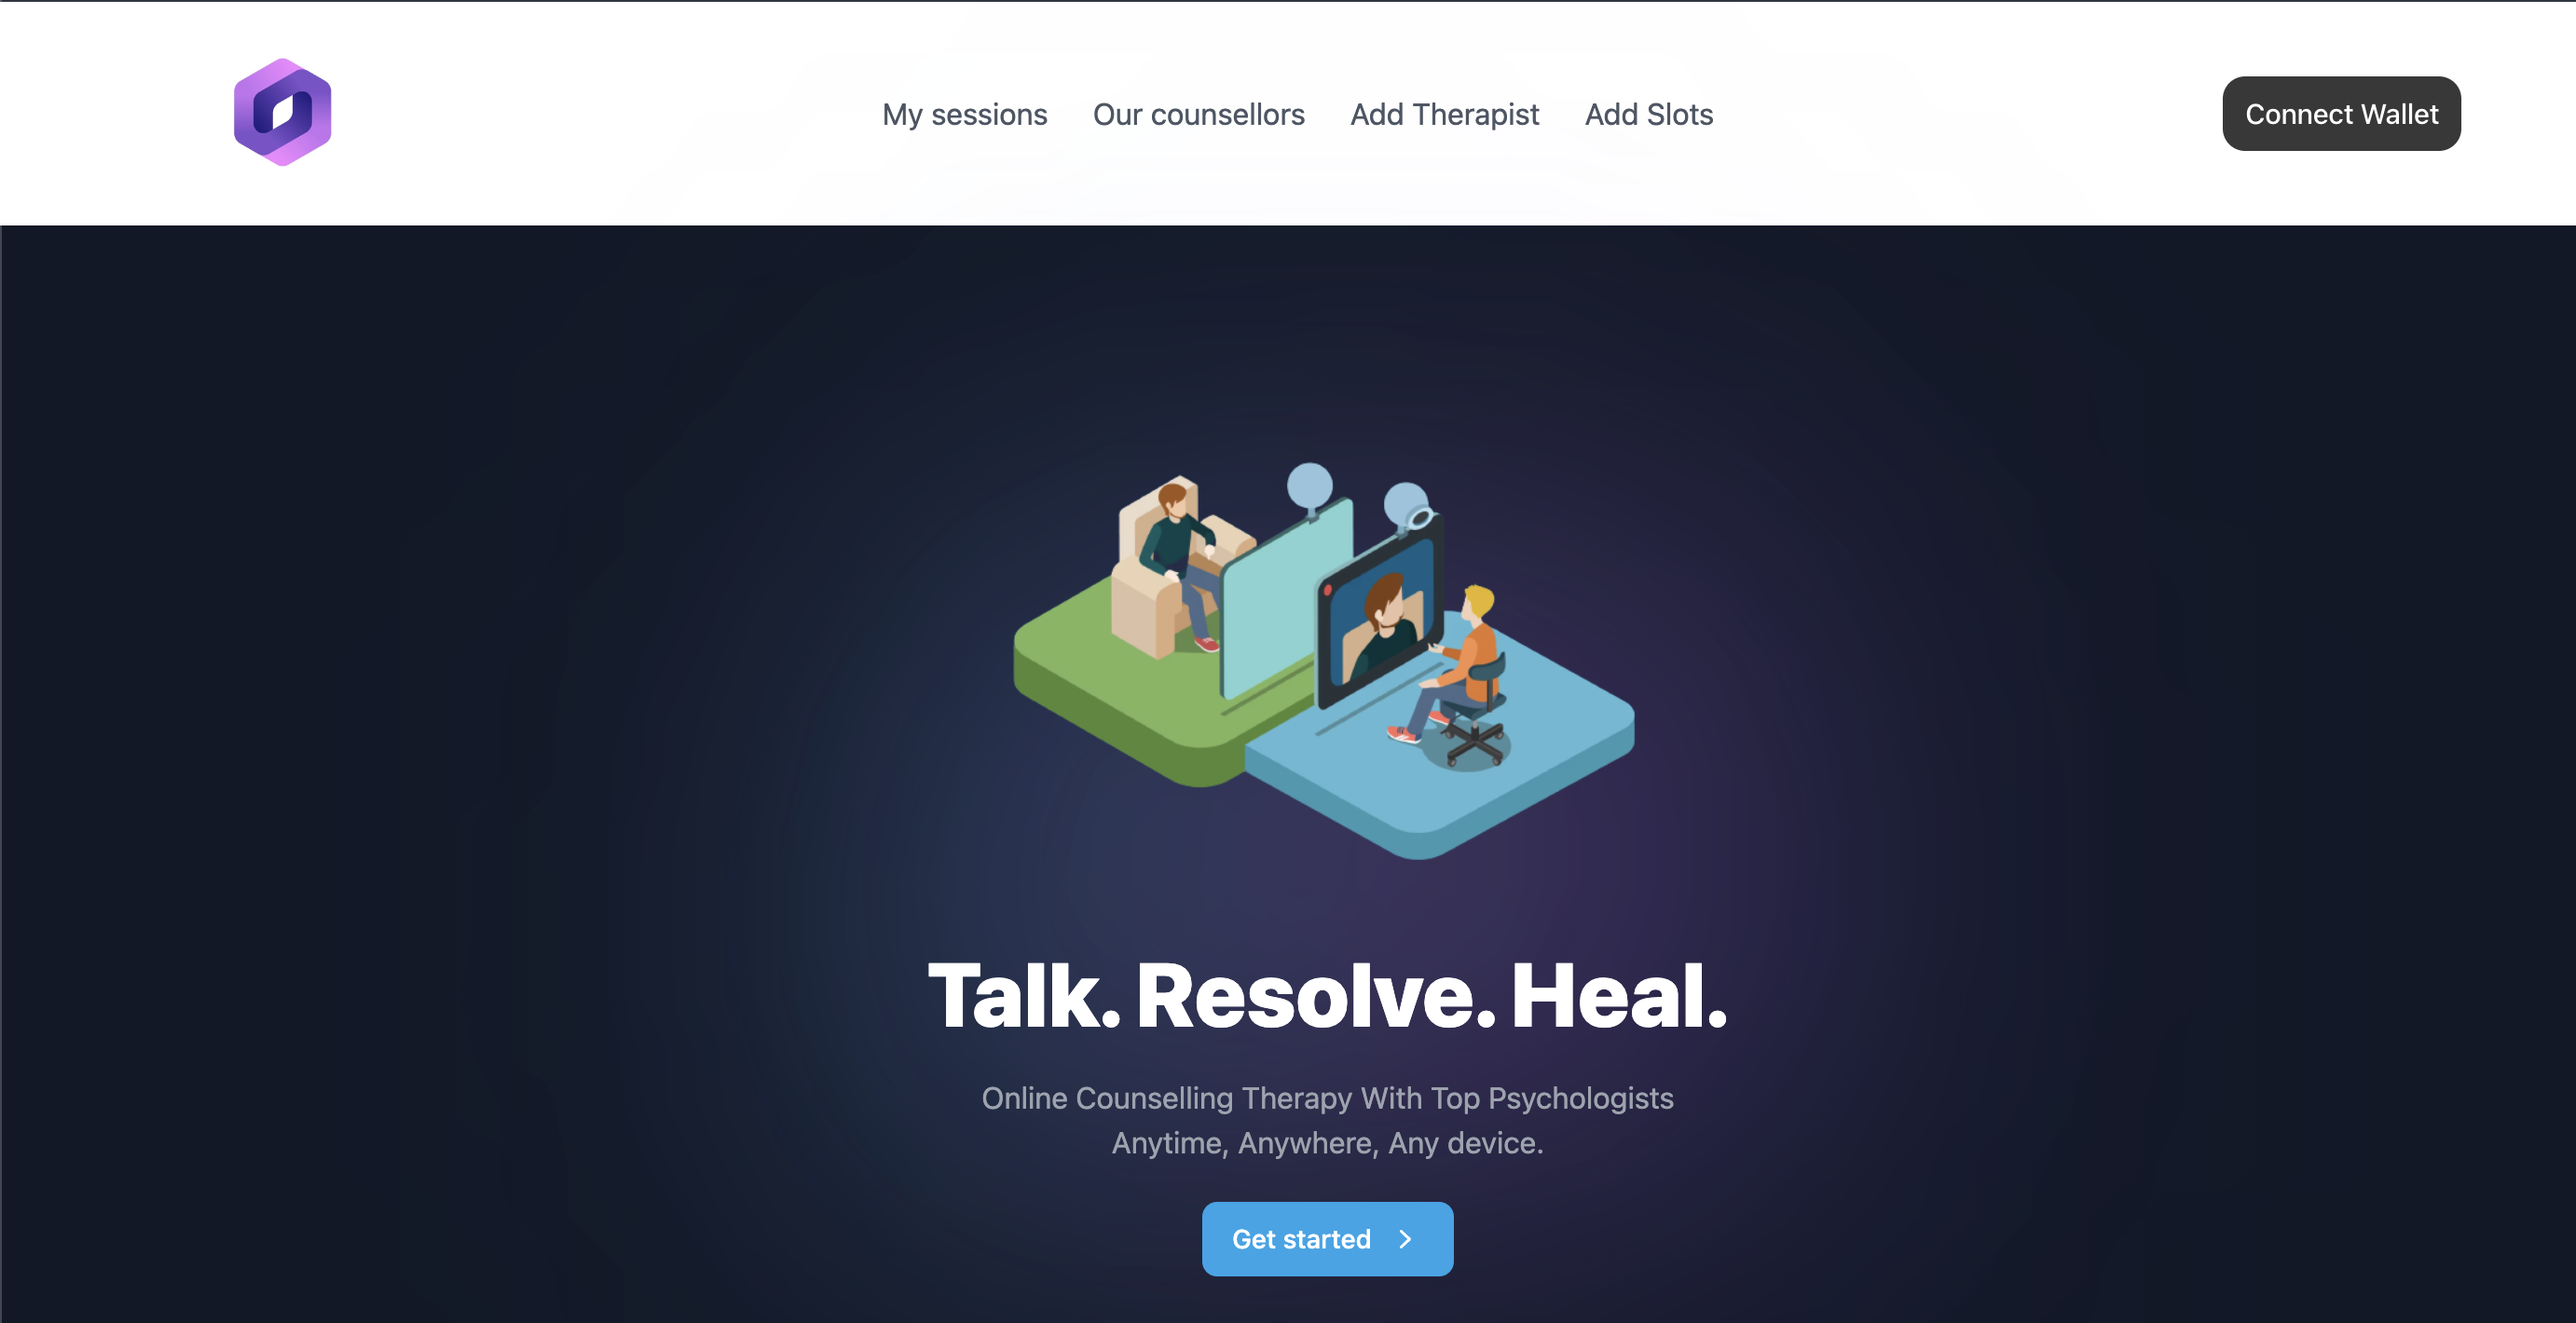 My sessions Our counsellors Add Therapist Add Slots Connect Wallet
Talk. Resolve. Heal.
Online Counselling Therapy With Top Psychologists
Anytime, Anywhere, Any device.
Get started